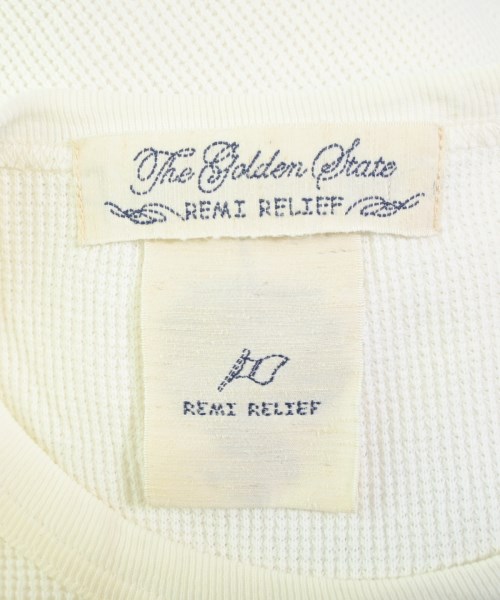 The Golden State
REMI RELIEF
REMI RELIEF